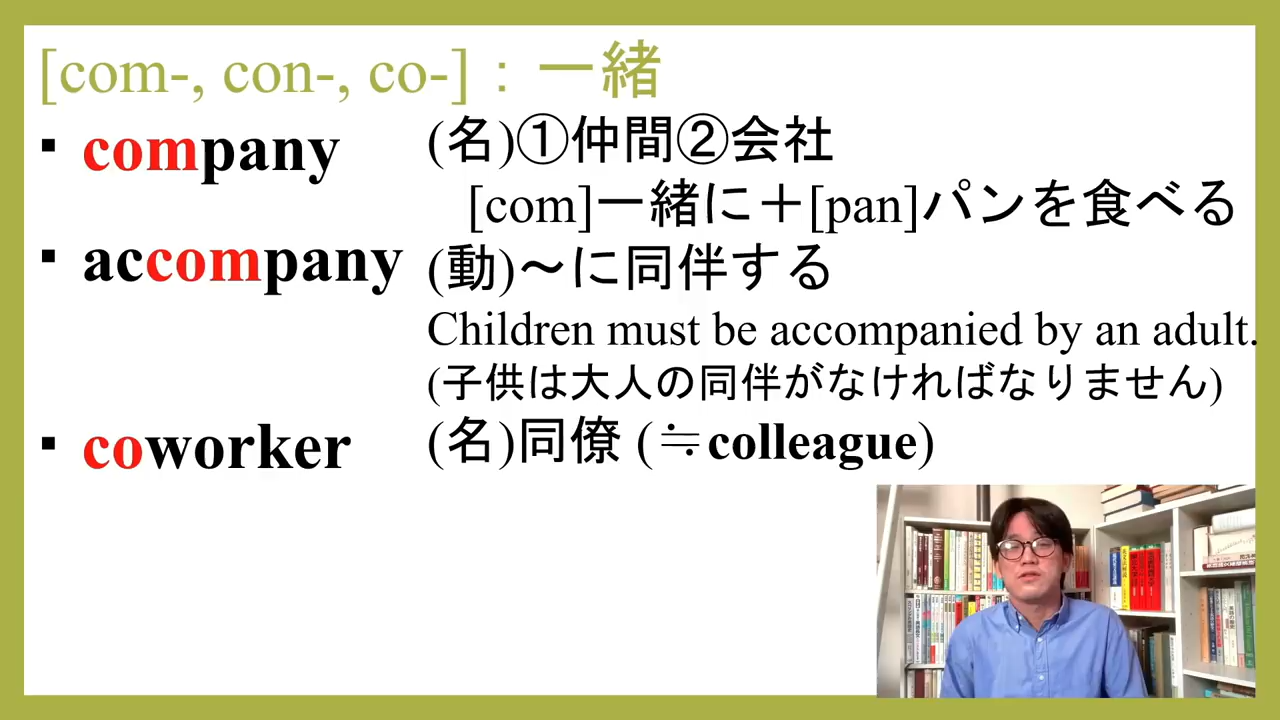 [com-, con-, co-]：一緒
・company (名)①仲間②会社
[com]一緒に＋[pan]パンを食べる
・accompany (動)～に同伴する
Children must be accompanied by an adult.
(子供は大人の同伴がなければなりません)
・coworker (名)同僚 (≒colleague)